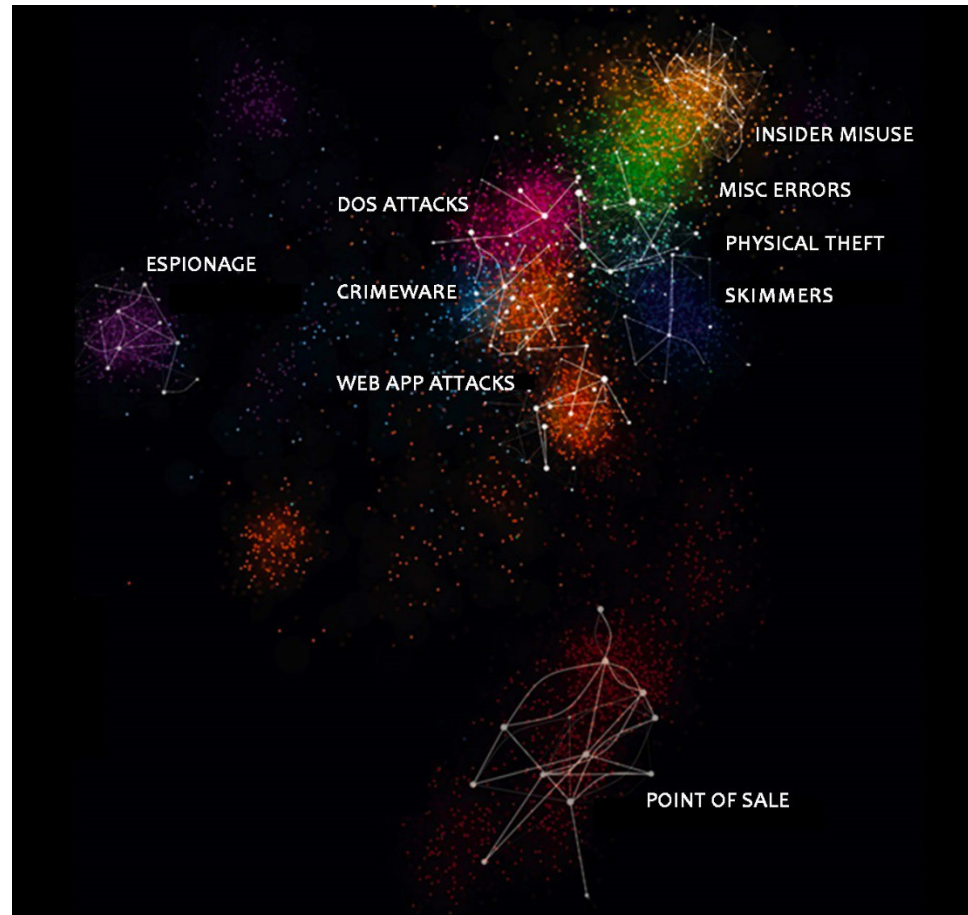 INSIDER MISUSE
MISC ERRORS
DOS ATTACKS
PHYSICAL THEFT
ESPIONAGE
CRIMEWARE
SKIMMERS
WEB APP ATTACKS
POINT OF SALE